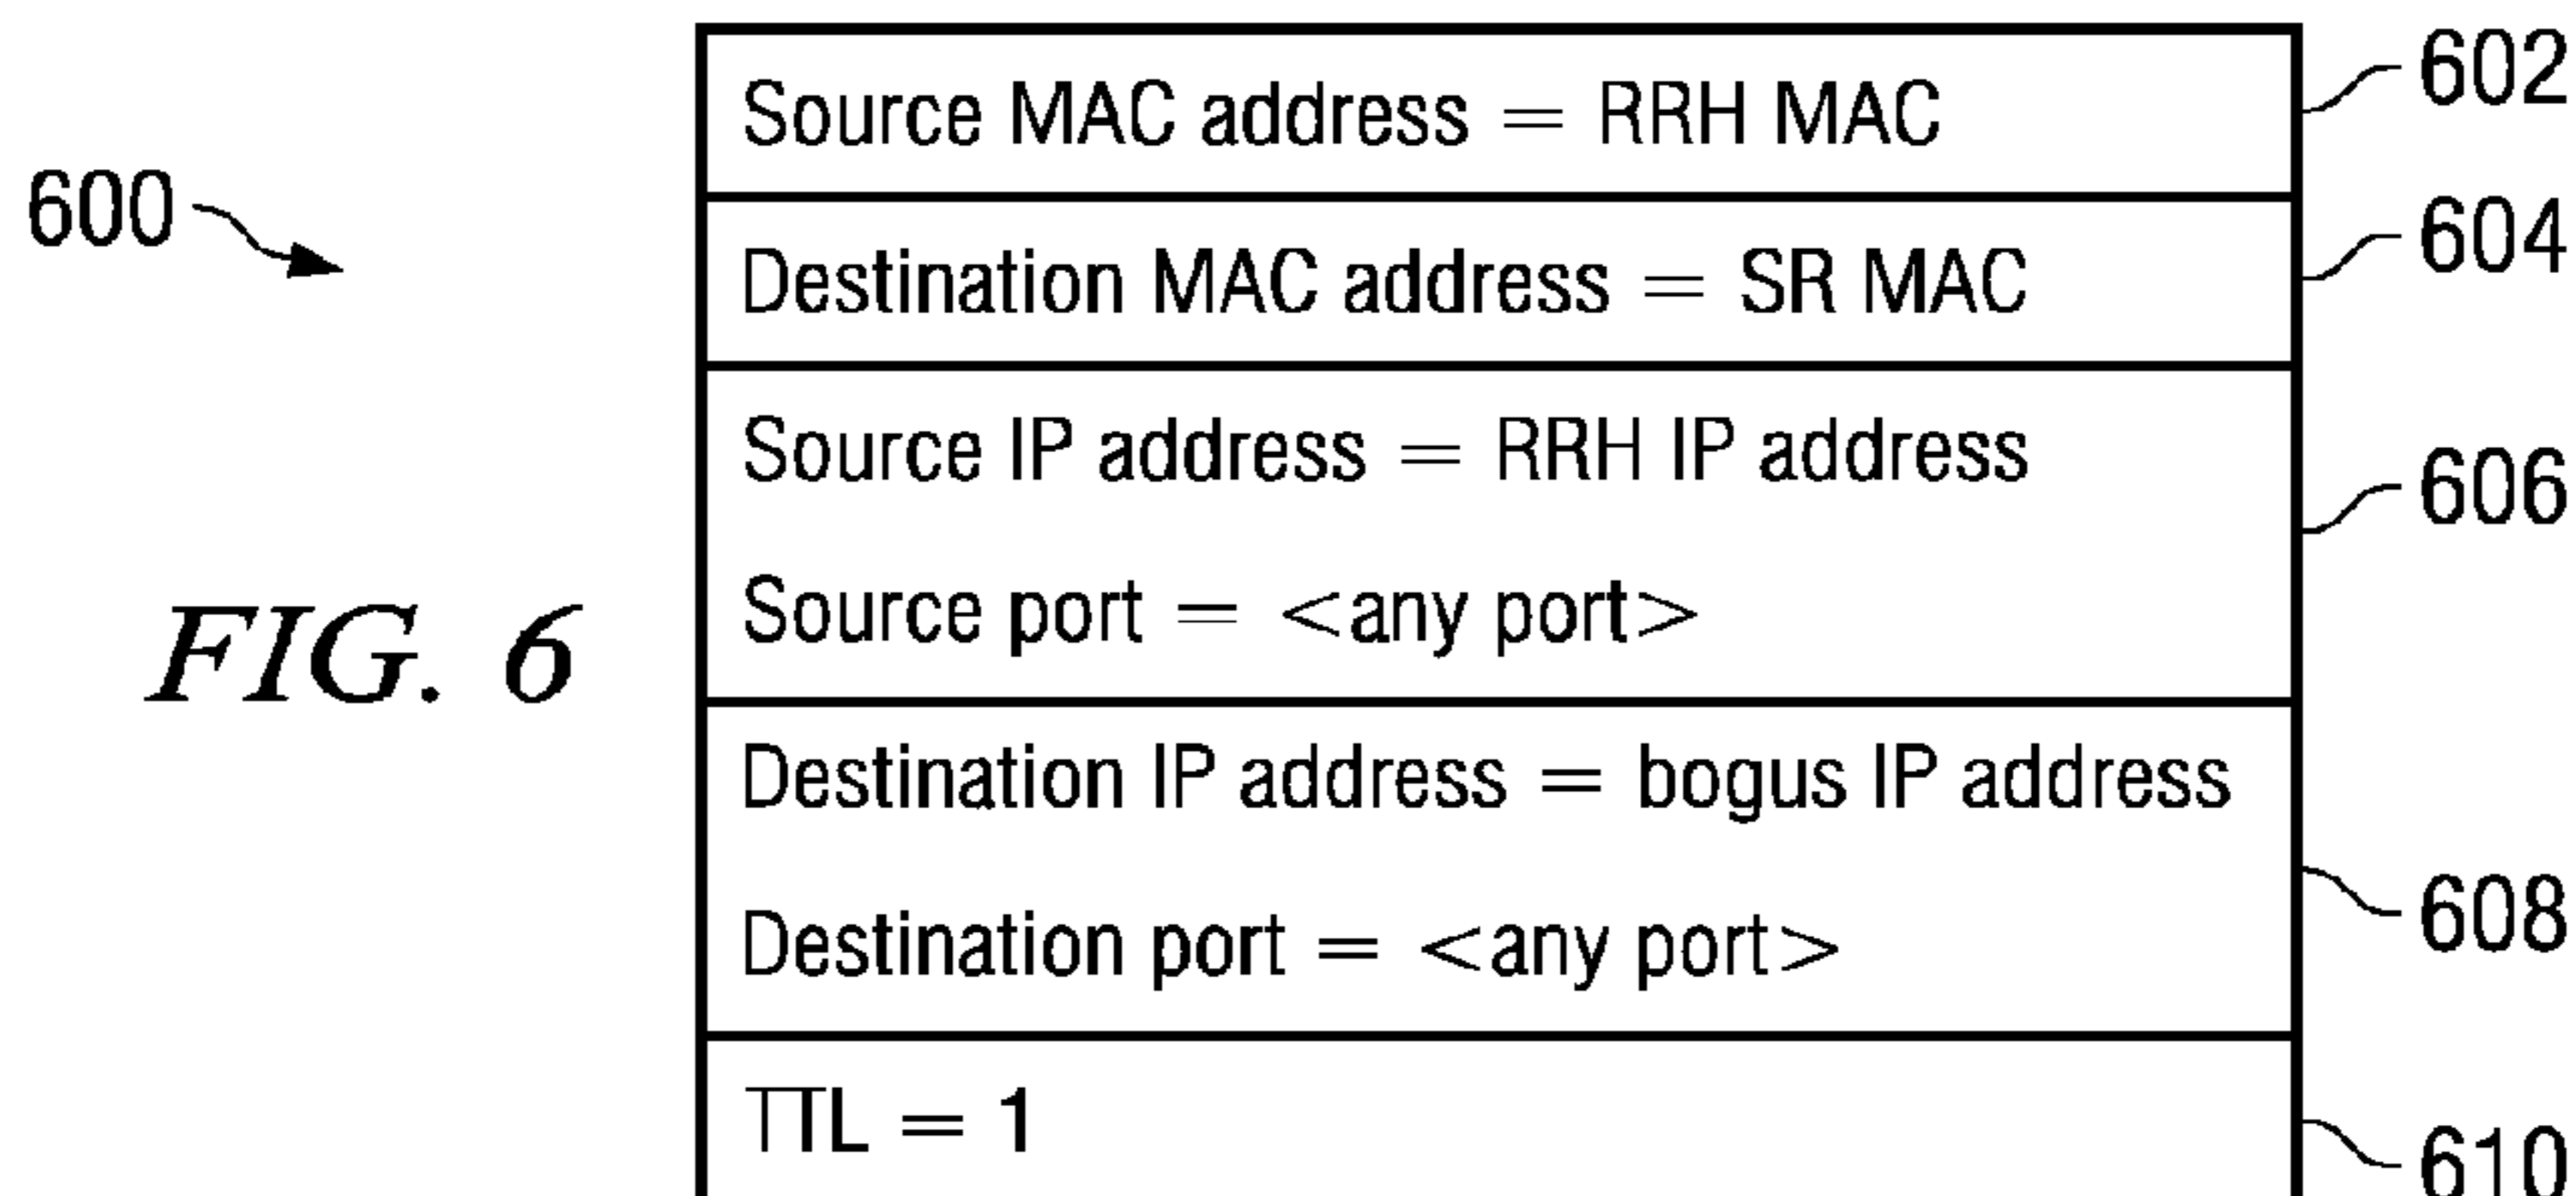 Source MAC address = RRH MAC
602
600
Destination MAC address = SR MAC
604
Source IP address = RRH IP address
606
Source port = <any port>
FIG. 6
Destination IP address = bogus IP address
608
Destination port = <any port>
TTL = 1
610